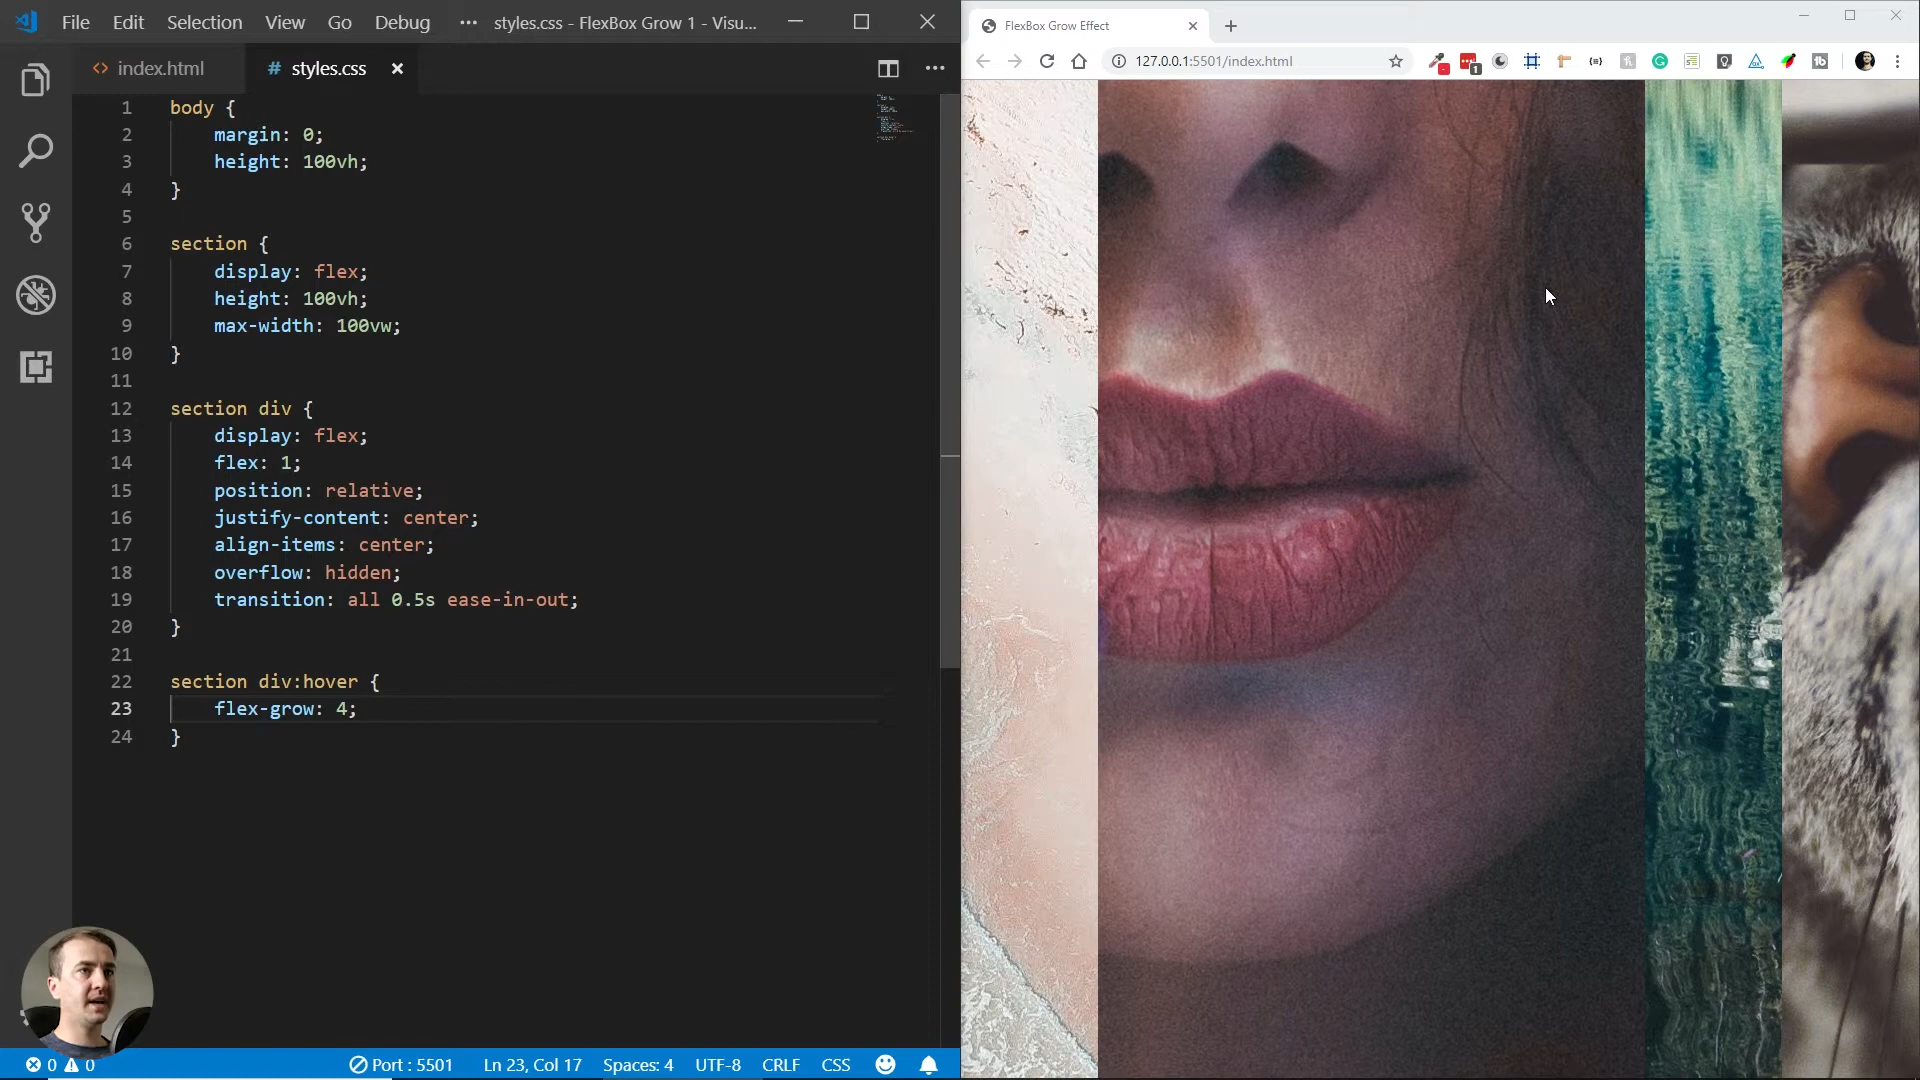 File Edit Selection View Go Debug ··· styles.css - FlexBox Grow 1 - Visu...
index.html # styles.css
1 body {
2 margin: 0;
3 height: 100vh;
4 }
5
6 section {
7 display: flex;
8 height: 100vh;
9 max-width: 100vw;
10 }
11
12 section div {
13 display: flex;
14 flex: 1;
15 position: relative;
16 justify-content: center;
17 align-items: center;
18 overflow: hidden;
19 transition: all 0.5s ease-in-out;
20 }
21
22 section div:hover {
23 flex-grow: 4;
24 }
0 0 Port : 5501 Ln 23, Col 17 Spaces: 4 UTF-8 CRLF CSS
FlexBox Grow Effect
127.0.0.1:5501/index.html